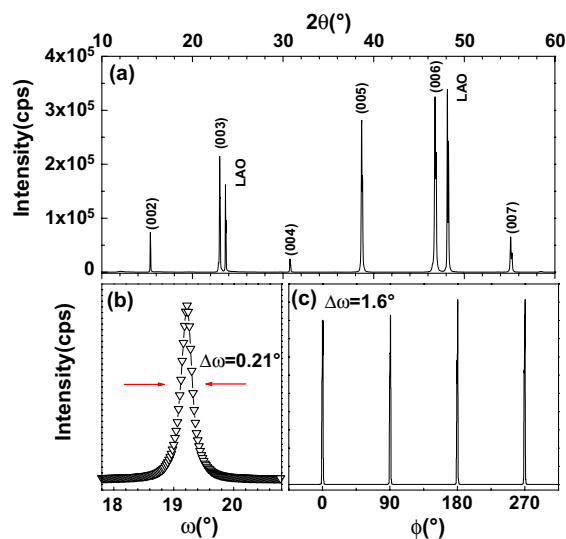 10 20 30 40 50 60
2θ(°)
Intensity(cps)
4x10⁵
3x10⁵
2x10⁵
1x10⁵
0
(a)
(002)
(003)
LAO
(004)
(005)
(006)
LAO
(007)
(b)
Δω=0.21°
Intensity(cps)
18 19 20
ω(°)
(c)
Δω=1.6°
0 90 180 270
ϕ(°)